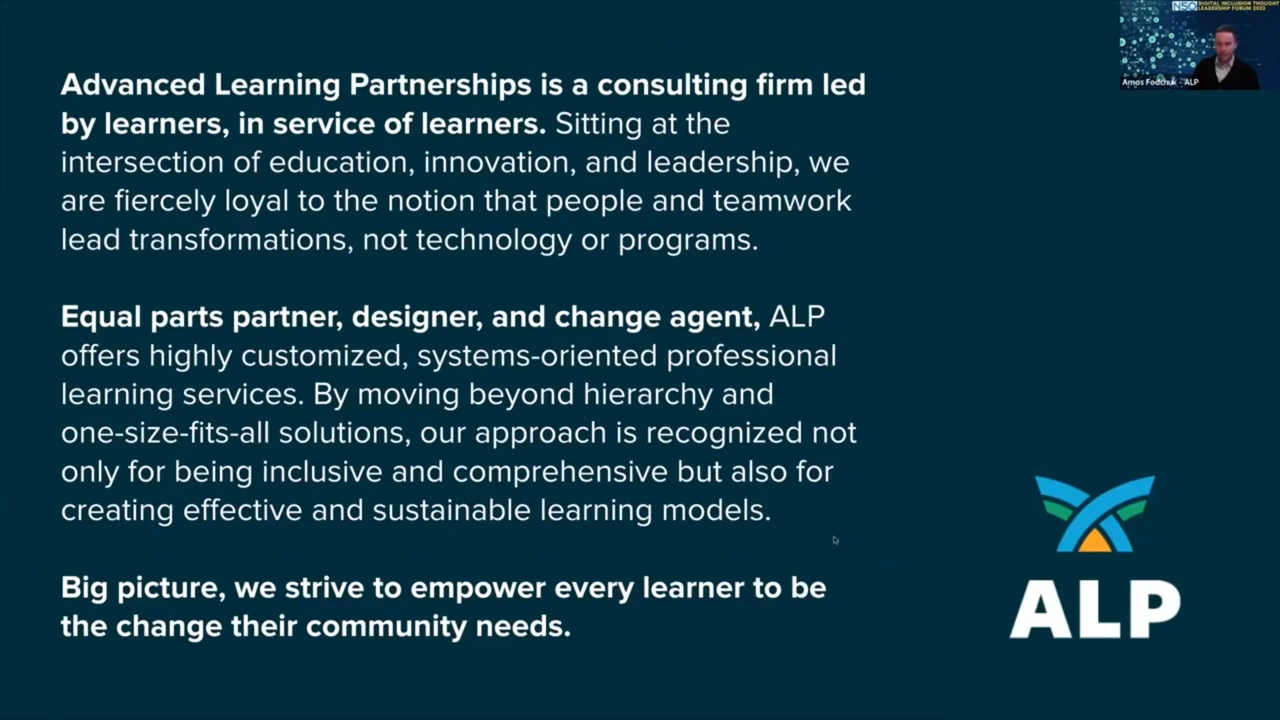 N50 DIGITAL INCLUSION THOUGHT
LEADERSHIP FORUM 2022
Amos Fodchuk - ALP
Advanced Learning Partnerships is a consulting firm led
by learners, in service of learners. Sitting at the
intersection of education, innovation, and leadership, we
are fiercely loyal to the notion that people and teamwork
lead transformations, not technology or programs.
Equal parts partner, designer, and change agent, ALP
offers highly customized, systems-oriented professional
learning services. By moving beyond hierarchy and
one-size-fits-all solutions, our approach is recognized not
only for being inclusive and comprehensive but also for
creating effective and sustainable learning models.
Big picture, we strive to empower every learner to be
the change their community needs.
ALP